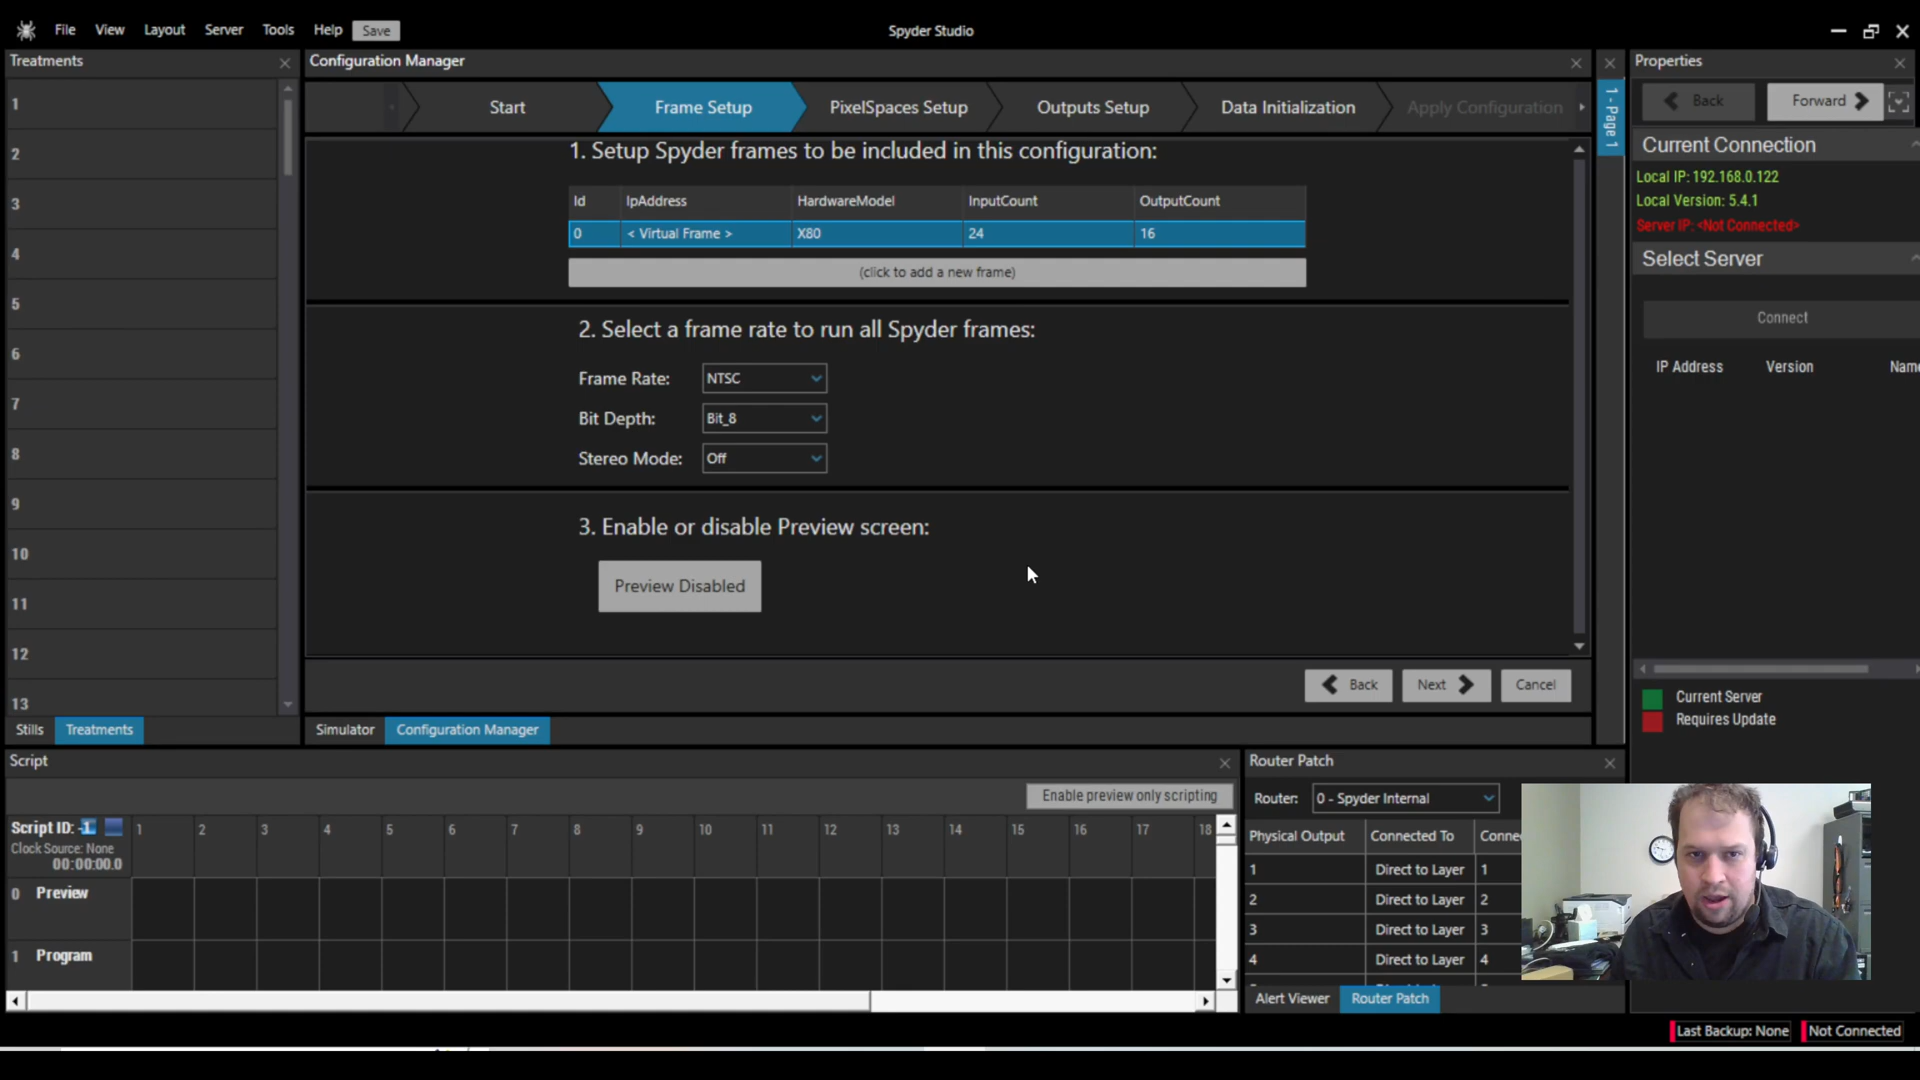 File View Layout Server Tools Help Save
Spyder Studio
Treatments
1
2
3
4
5
6
7
8
9
10
11
12
13
Stills Treatments
Configuration Manager
Start Frame Setup PixelSpaces Setup Outputs Setup Data Initialization Apply Configuration
1. Setup Spyder frames to be included in this configuration:
Id IpAddress HardwareModel InputCount OutputCount
0 < Virtual Frame > X80 24 16
(click to add a new frame)
2. Select a frame rate to run all Spyder frames:
Frame Rate: NTSC
Bit Depth: Bit_8
Stereo Mode: Off
3. Enable or disable Preview screen:
Preview Disabled
Back Next Cancel
Simulator Configuration Manager
1 - Page 1
Properties
Back Forward
Current Connection
Local IP: 192.168.0.122
Local Version: 5.4.1
Server IP: <Not Connected>
Select Server
Connect
IP Address Version Name
Current Server
Requires Update
Script
Enable preview only scripting
Script ID: -1 1 2 3 4 5 6 7 8 9 10 11 12 13 14 15 16 17 18
Clock Source: None
00:00:00.0
0 Preview
1 Program
Router Patch
Router: 0 - Spyder Internal
Physical Output Connected To Connec
1 Direct to Layer 1
2 Direct to Layer 2
3 Direct to Layer 3
4 Direct to Layer 4
Alert Viewer Router Patch
Last Backup: None Not Connected